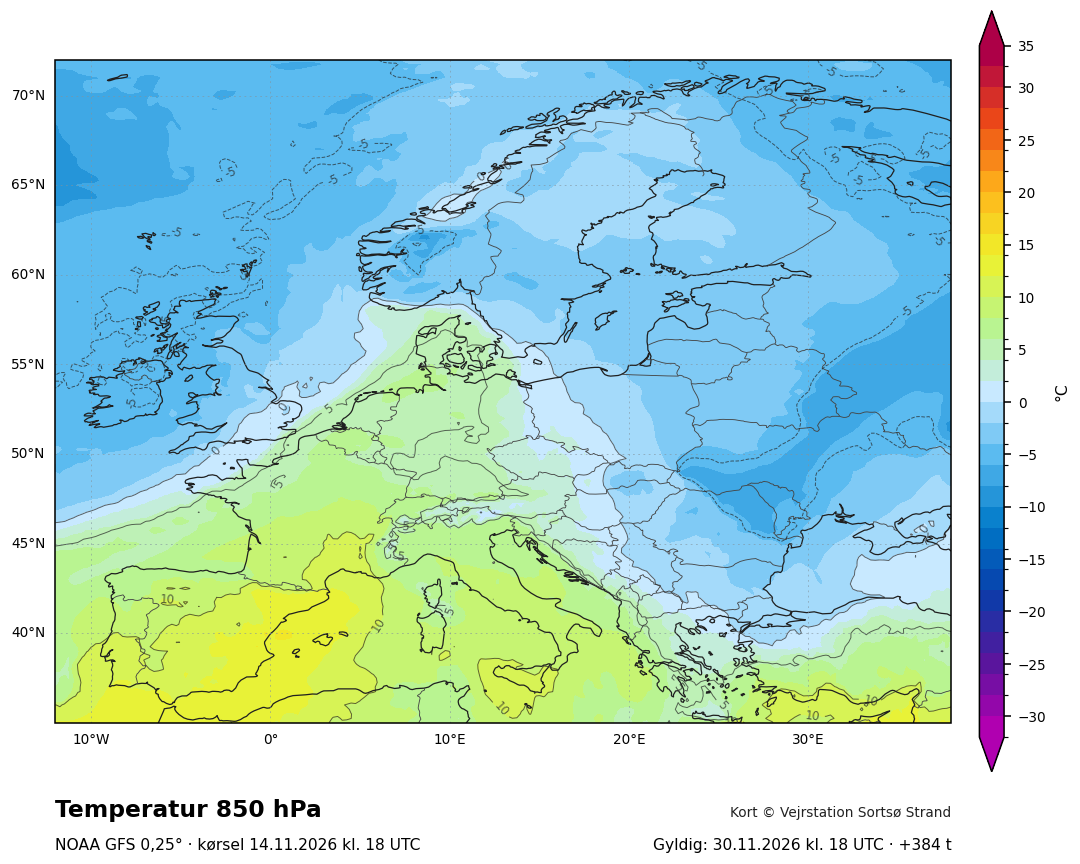 70°N
65°N
60°N
55°N
50°N
45°N
40°N
10°W 0° 10°E 20°E 30°E
35
30
25
20
15
10
5
0
−5
−10
−15
−20
−25
−30
°C
Temperatur 850 hPa
Kort © Vejrstation Sortsø Strand
NOAA GFS 0,25° · kørsel 14.11.2026 kl. 18 UTC
Gyldig: 30.11.2026 kl. 18 UTC · +384 t